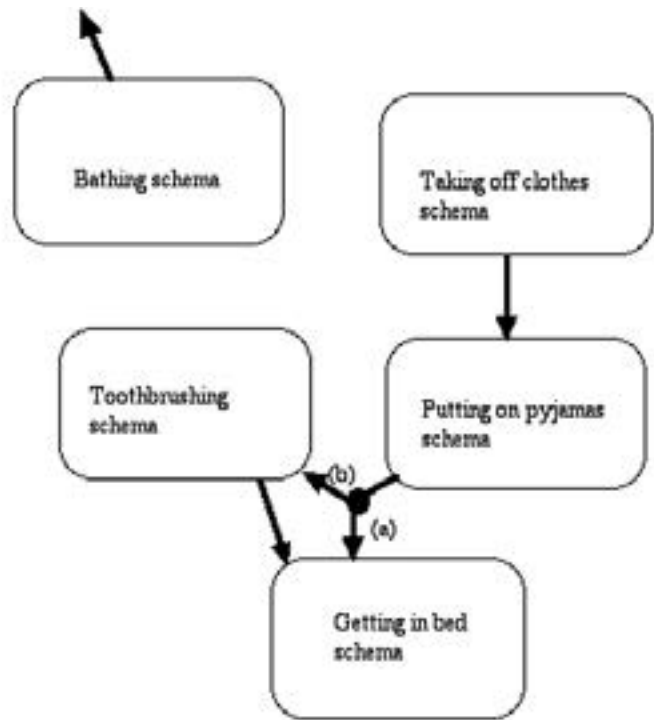 Bathing schema
Taking off clothes
schema
Toothbrushing
schema
Putting on pyjamas
schema
(b)
(a)
Getting in bed
schema